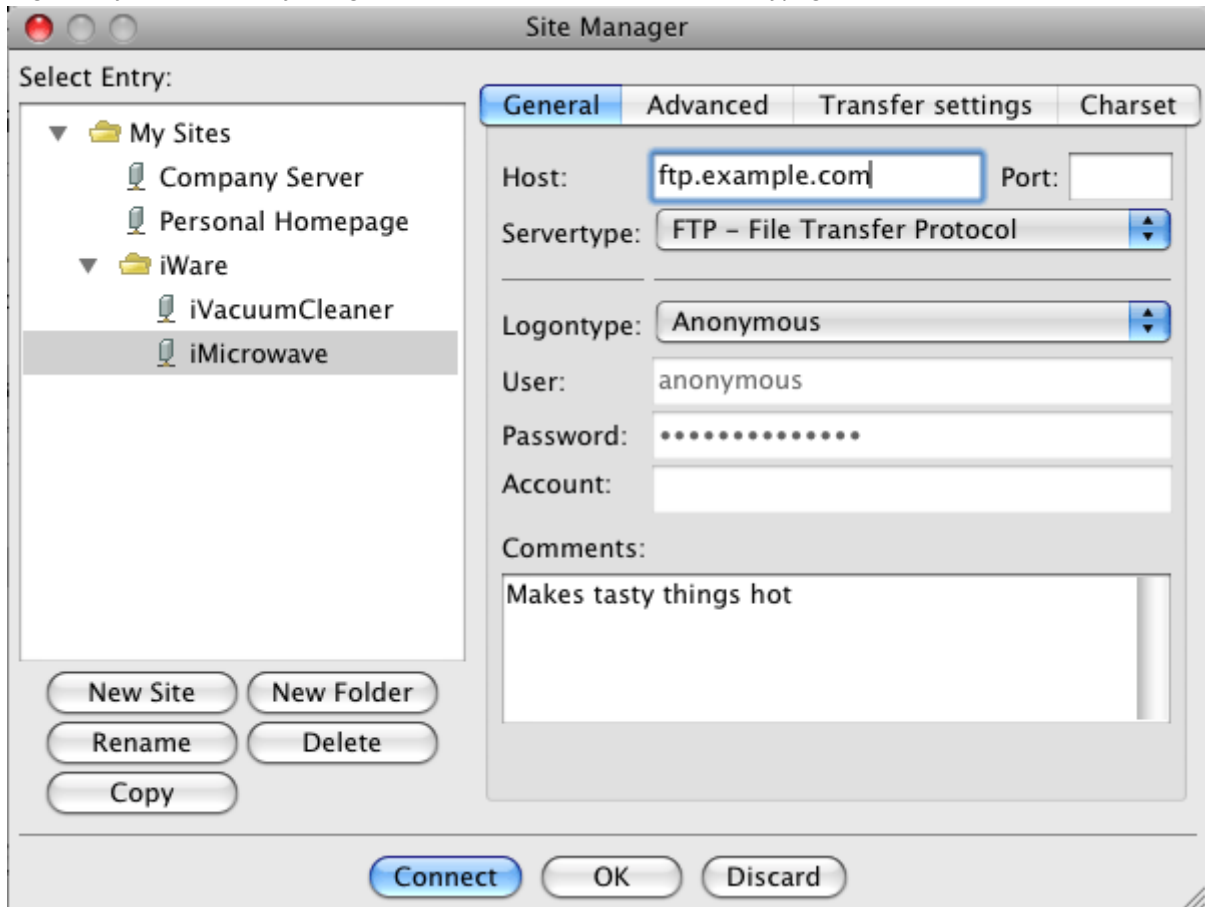 Site Manager
Select Entry:
My Sites
Company Server
Personal Homepage
iWare
iVacuumCleaner
iMicrowave
New Site New Folder
Rename Delete
Copy
General Advanced Transfer settings Charset
Host: ftp.example.com Port:
Servertype: FTP – File Transfer Protocol
Logontype: Anonymous
User: anonymous
Password: ••••••••••••••
Account:
Comments:
Makes tasty things hot
Connect OK Discard